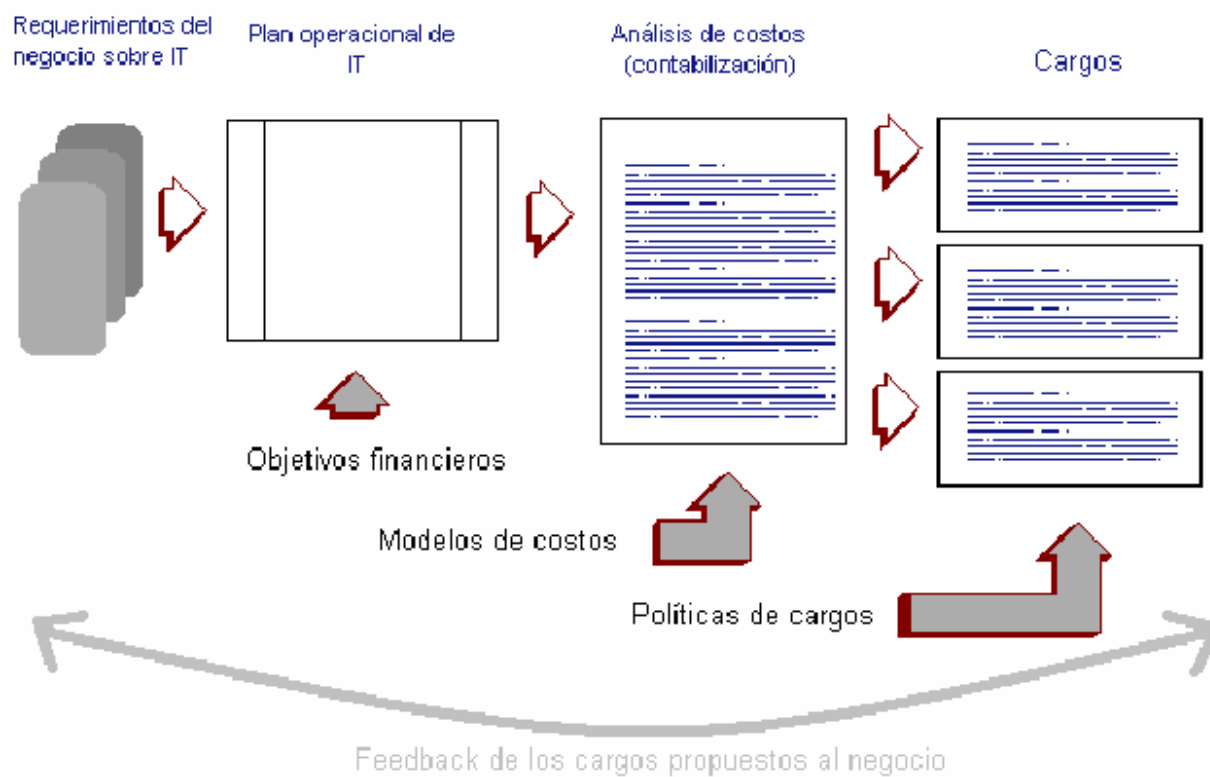 Requerimientos del
negocio sobre IT
Plan operacional de
IT
Análisis de costos
(contabilización)
Cargos
Objetivos financieros
Modelos de costos
Políticas de cargos
Feedback de los cargos propuestos al negocio